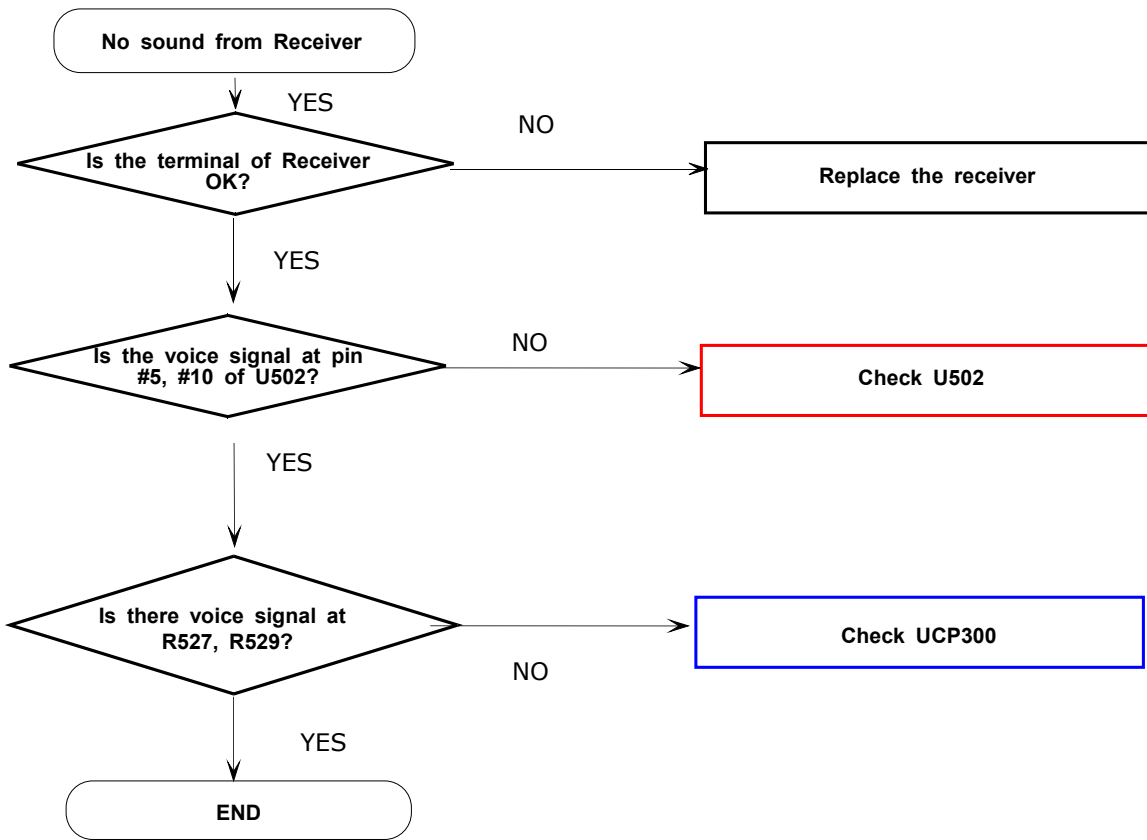 No sound from Receiver
YES
NO
Is the terminal of Receiver
OK?
Replace the receiver
YES
NO
Is the voice signal at pin
#5, #10 of U502?
Check U502
YES
Is there voice signal at
R527, R529?
Check UCP300
NO
YES
END